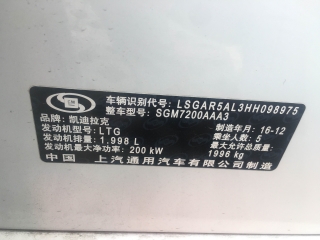 车辆识别代号: LSGAR5AL3HH098975
整车型号: SGM7200AAA3
品牌: 凯迪拉克
发动机型号: LTG 制造年月: 16-12
发动机排量: 1.998 L 乘坐人数: 5
发动机最大净功率: 200 kW 最大允许总质量: 1996 kg
中国 上汽通用汽车有限公司制造